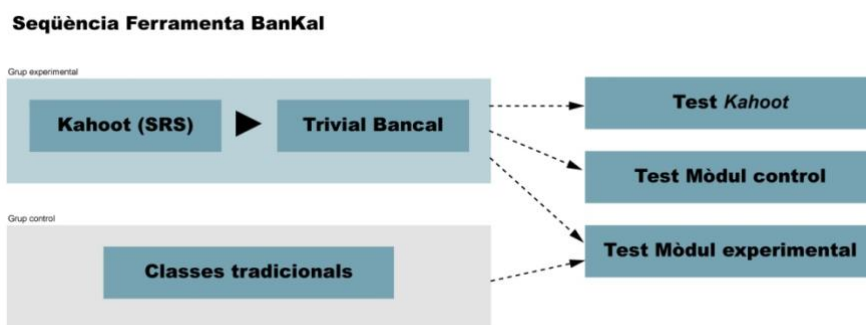 Seqüència Ferramenta BanKal
Grup experimental
Kahoot (SRS)
Trivial Bancal
Test Kahoot
Test Mòdul control
Test Mòdul experimental
Grup control
Classes tradicionals